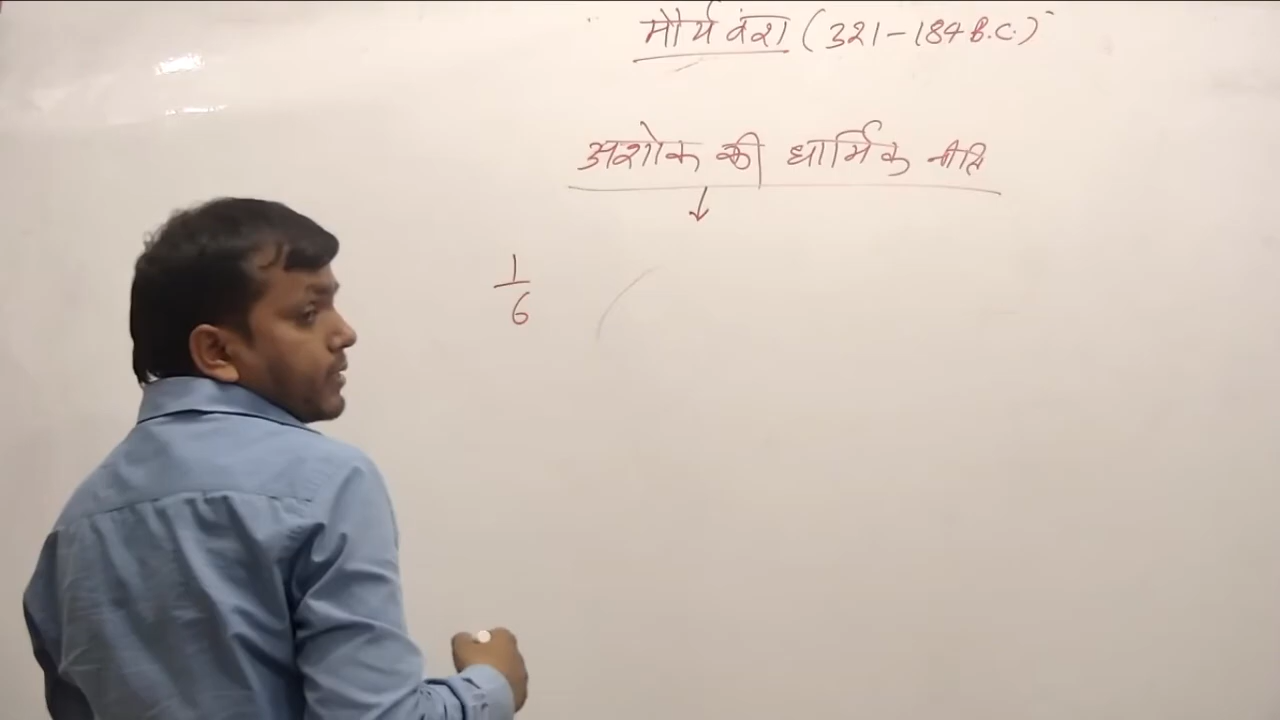 मौर्य वंश (321-184 B.C.)
अशोक की धार्मिक नीति
↓
1
6